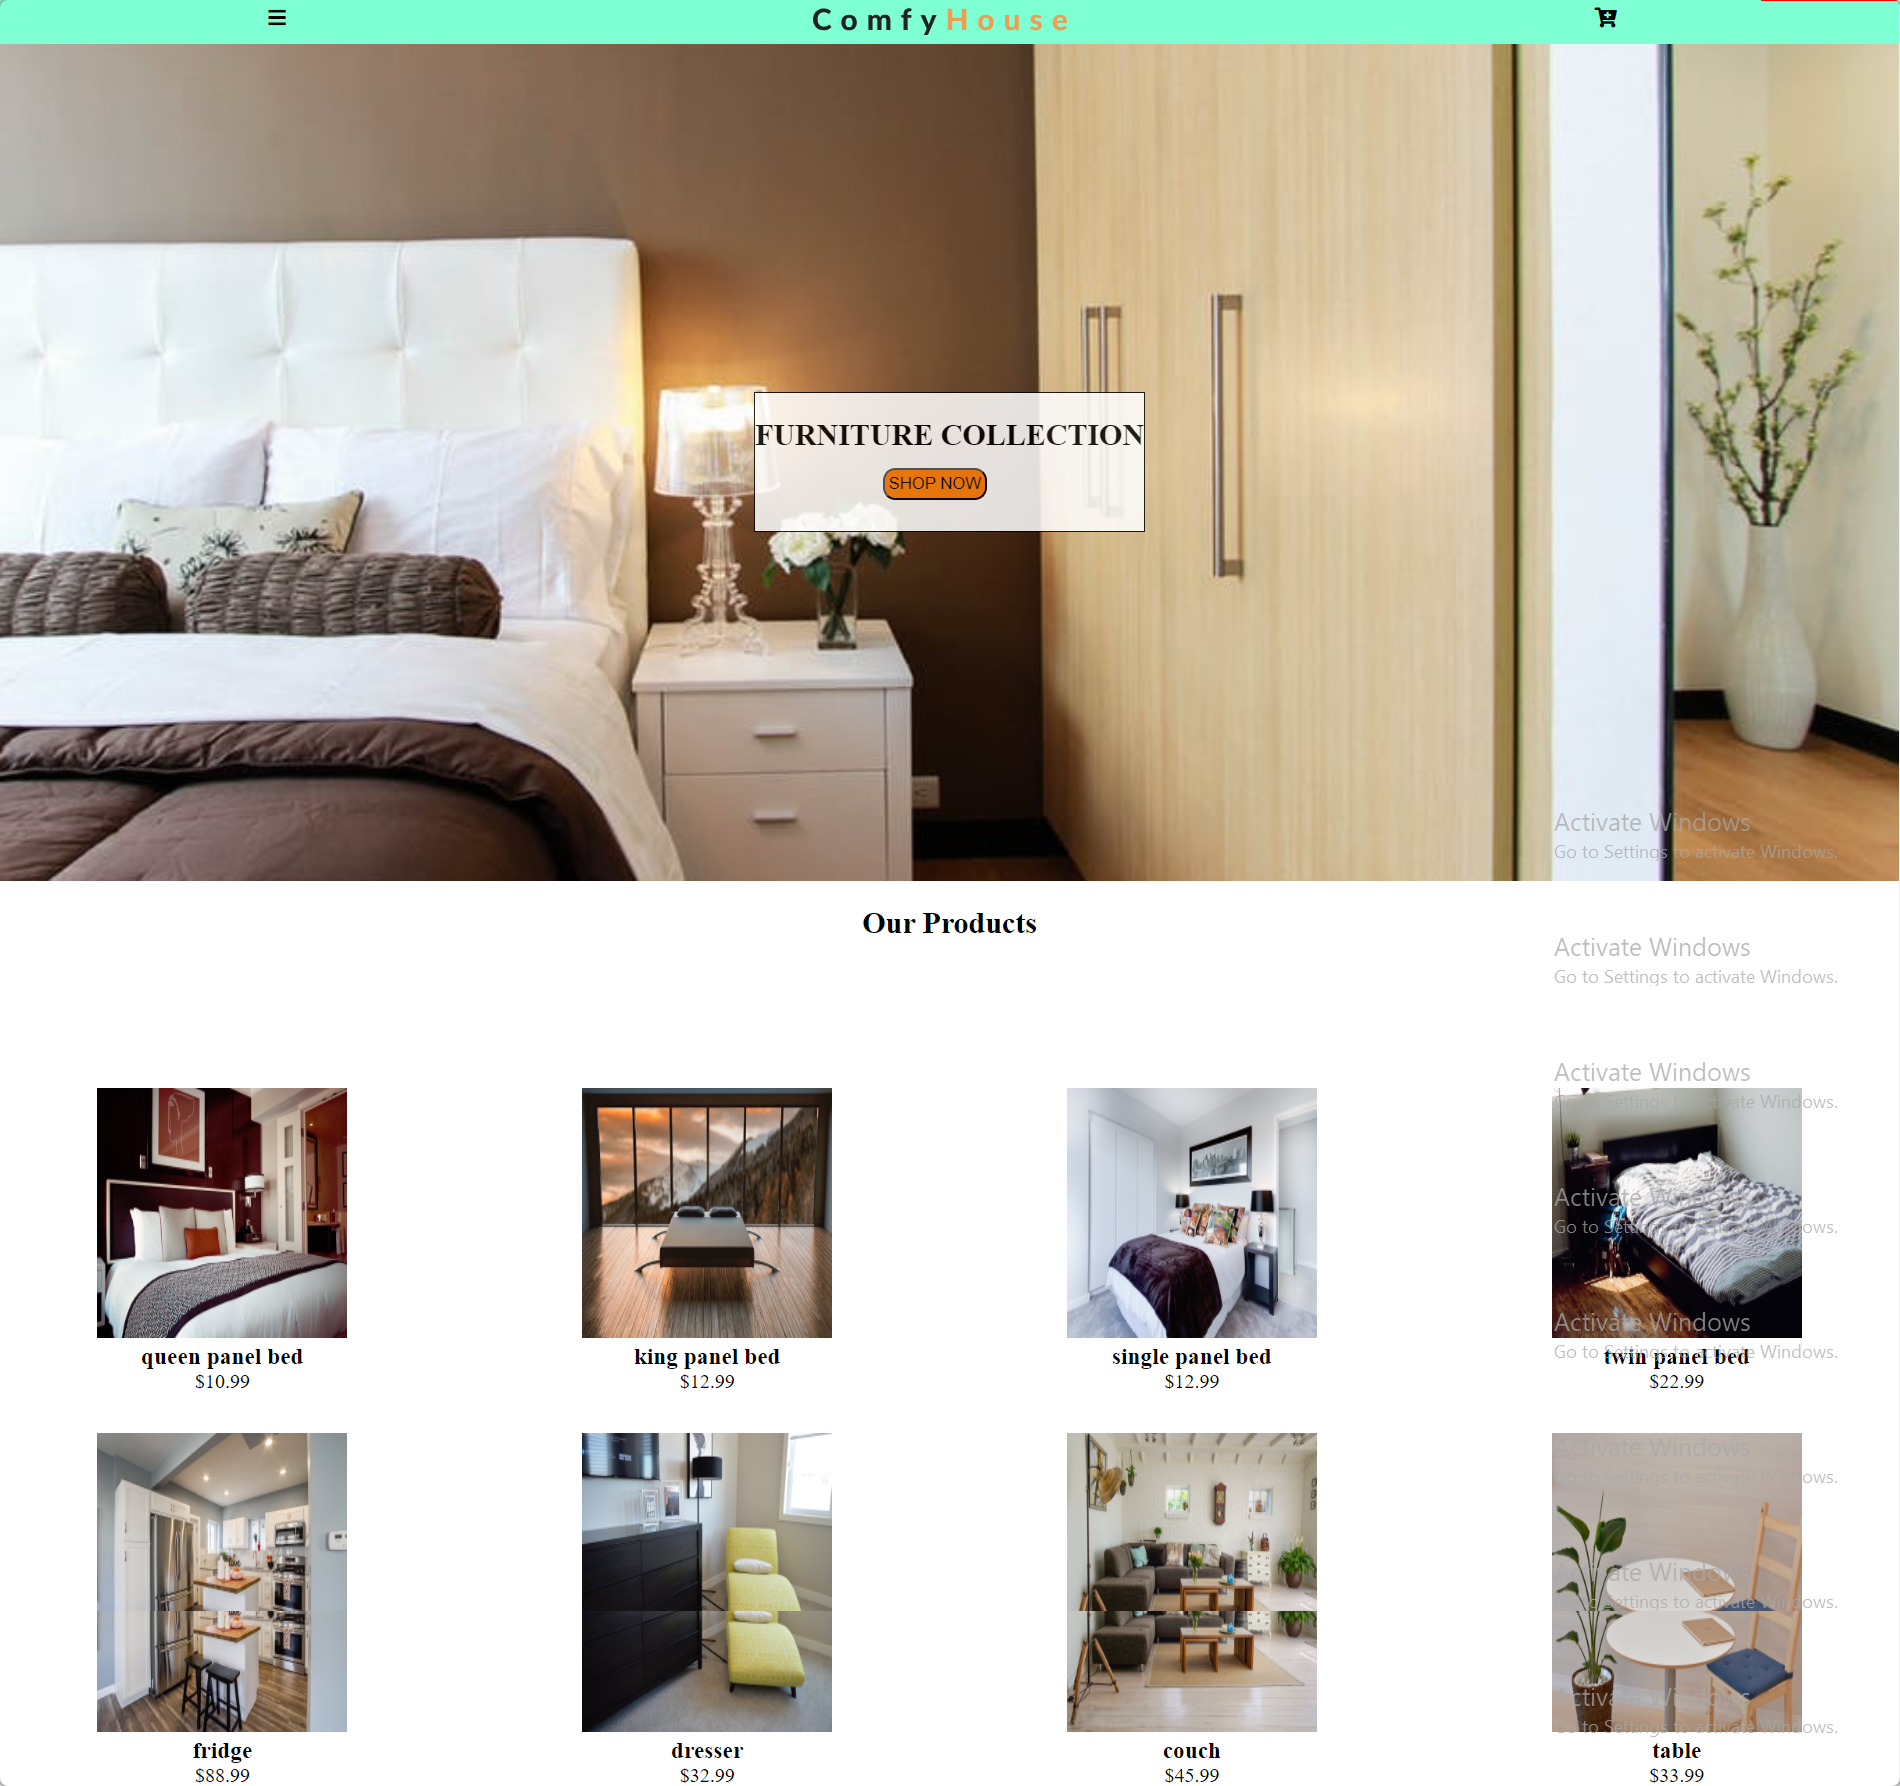 ComfyHouse
FURNITURE COLLECTION
SHOP NOW
Activate Windows
Go to Settings to activate Windows.
Our Products
Activate Windows
Go to Settings to activate Windows.
Activate Windows
Go to Settings to activate Windows.
Activate Windows
Go to Settings to activate Windows.
Activate Windows
Go to Settings to activate Windows.
queen panel bed
king panel bed
single panel bed
twin panel bed
$10.99
$12.99
$12.99
$22.99
Activate Windows
Go to Settings to activate Windows.
Activate Windows
Go to Settings to activate Windows.
Activate Windows
Go to Settings to activate Windows.
fridge
dresser
couch
table
$88.99
$32.99
$45.99
$33.99